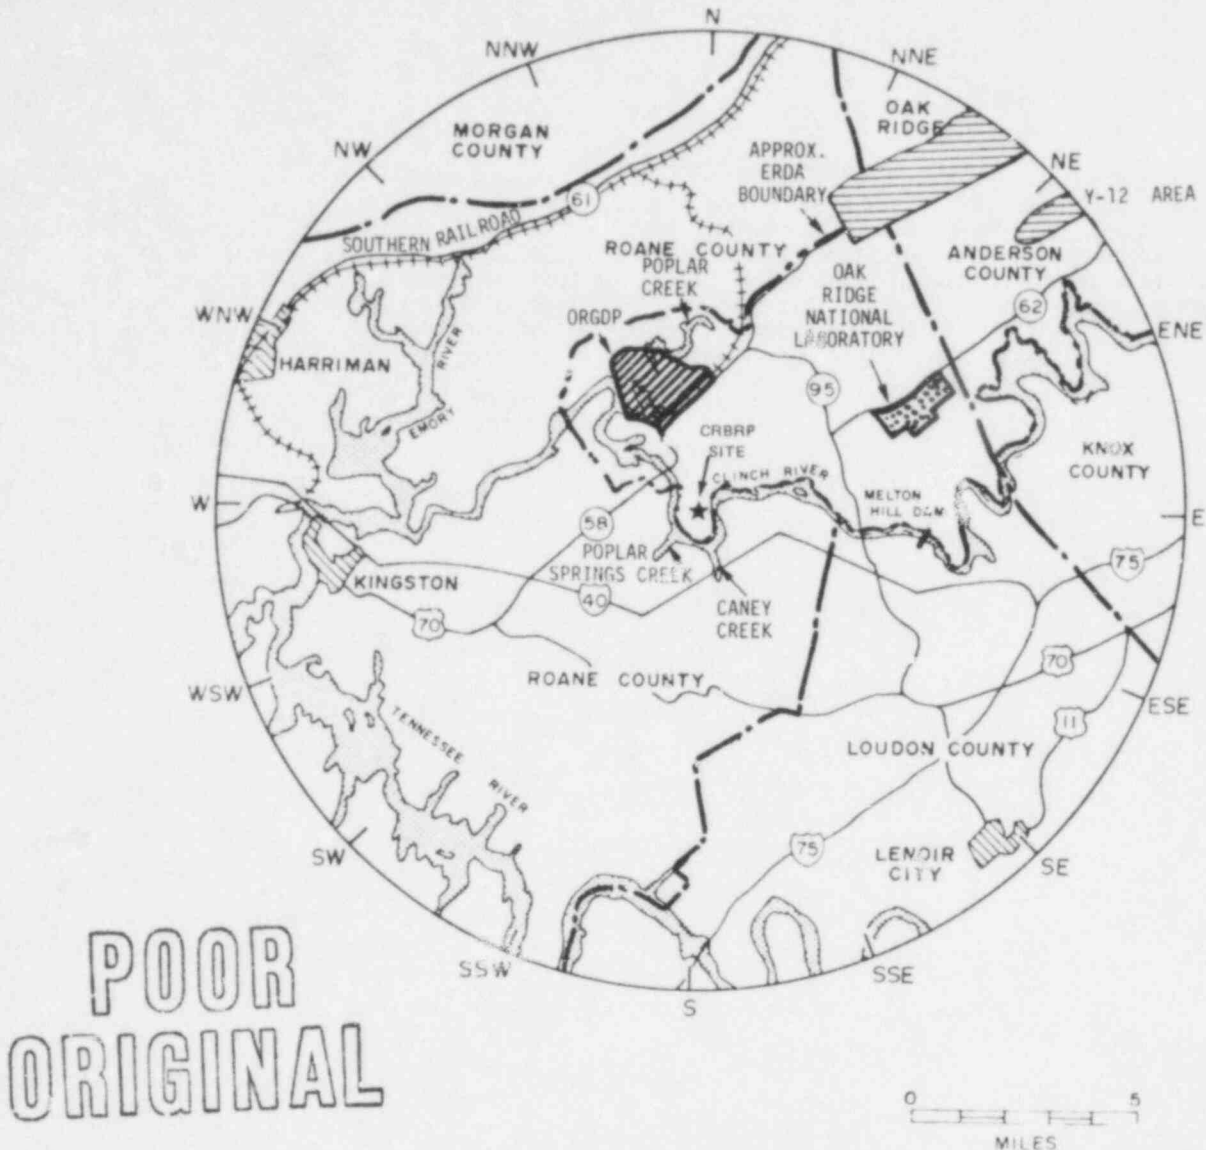 N
NNW
NNE
OAK
RIDGE
MORGAN
COUNTY
NW
APPROX.
ERDA
BOUNDARY
NE
Y-12 AREA
61
SOUTHERN RAILROAD
ROANE COUNTY
POPLAR
CREEK
ANDERSON
COUNTY
OAK
RIDGE
NATIONAL
LABORATORY
62
WNW
ORGDP
ENE
HARRIMAN
EMORY RIVER
95
CRBRP
SITE
CLINCH RIVER
KNOX
COUNTY
MELTON
HILL DAM
W
E
58
POPLAR
SPRINGS CREEK
75
KINGSTON
40
CANEY
CREEK
70
70
WSW
ROANE COUNTY
ESE
TENNESSEE RIVER
11
LOUDON COUNTY
75
LENOIR
CITY
SW
SE
SSW
SSE
S
POOR
ORIGINAL
0 5
MILES